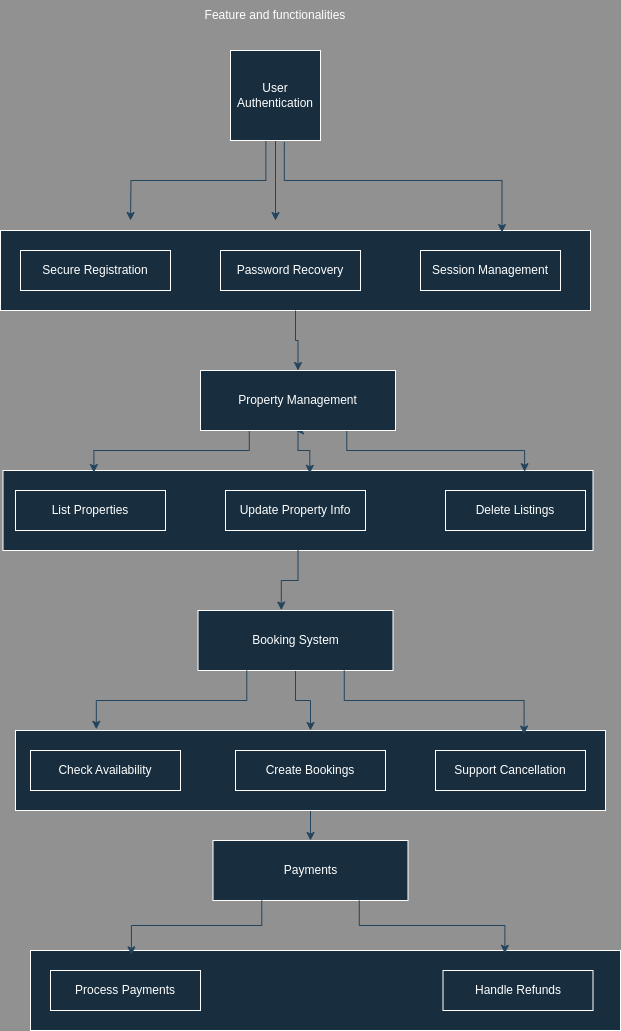 Feature and functionalities
User
Authentication
Secure Registration
Password Recovery
Session Management
Property Management
List Properties
Update Property Info
Delete Listings
Booking System
Check Availability
Create Bookings
Support Cancellation
Payments
Process Payments
Handle Refunds